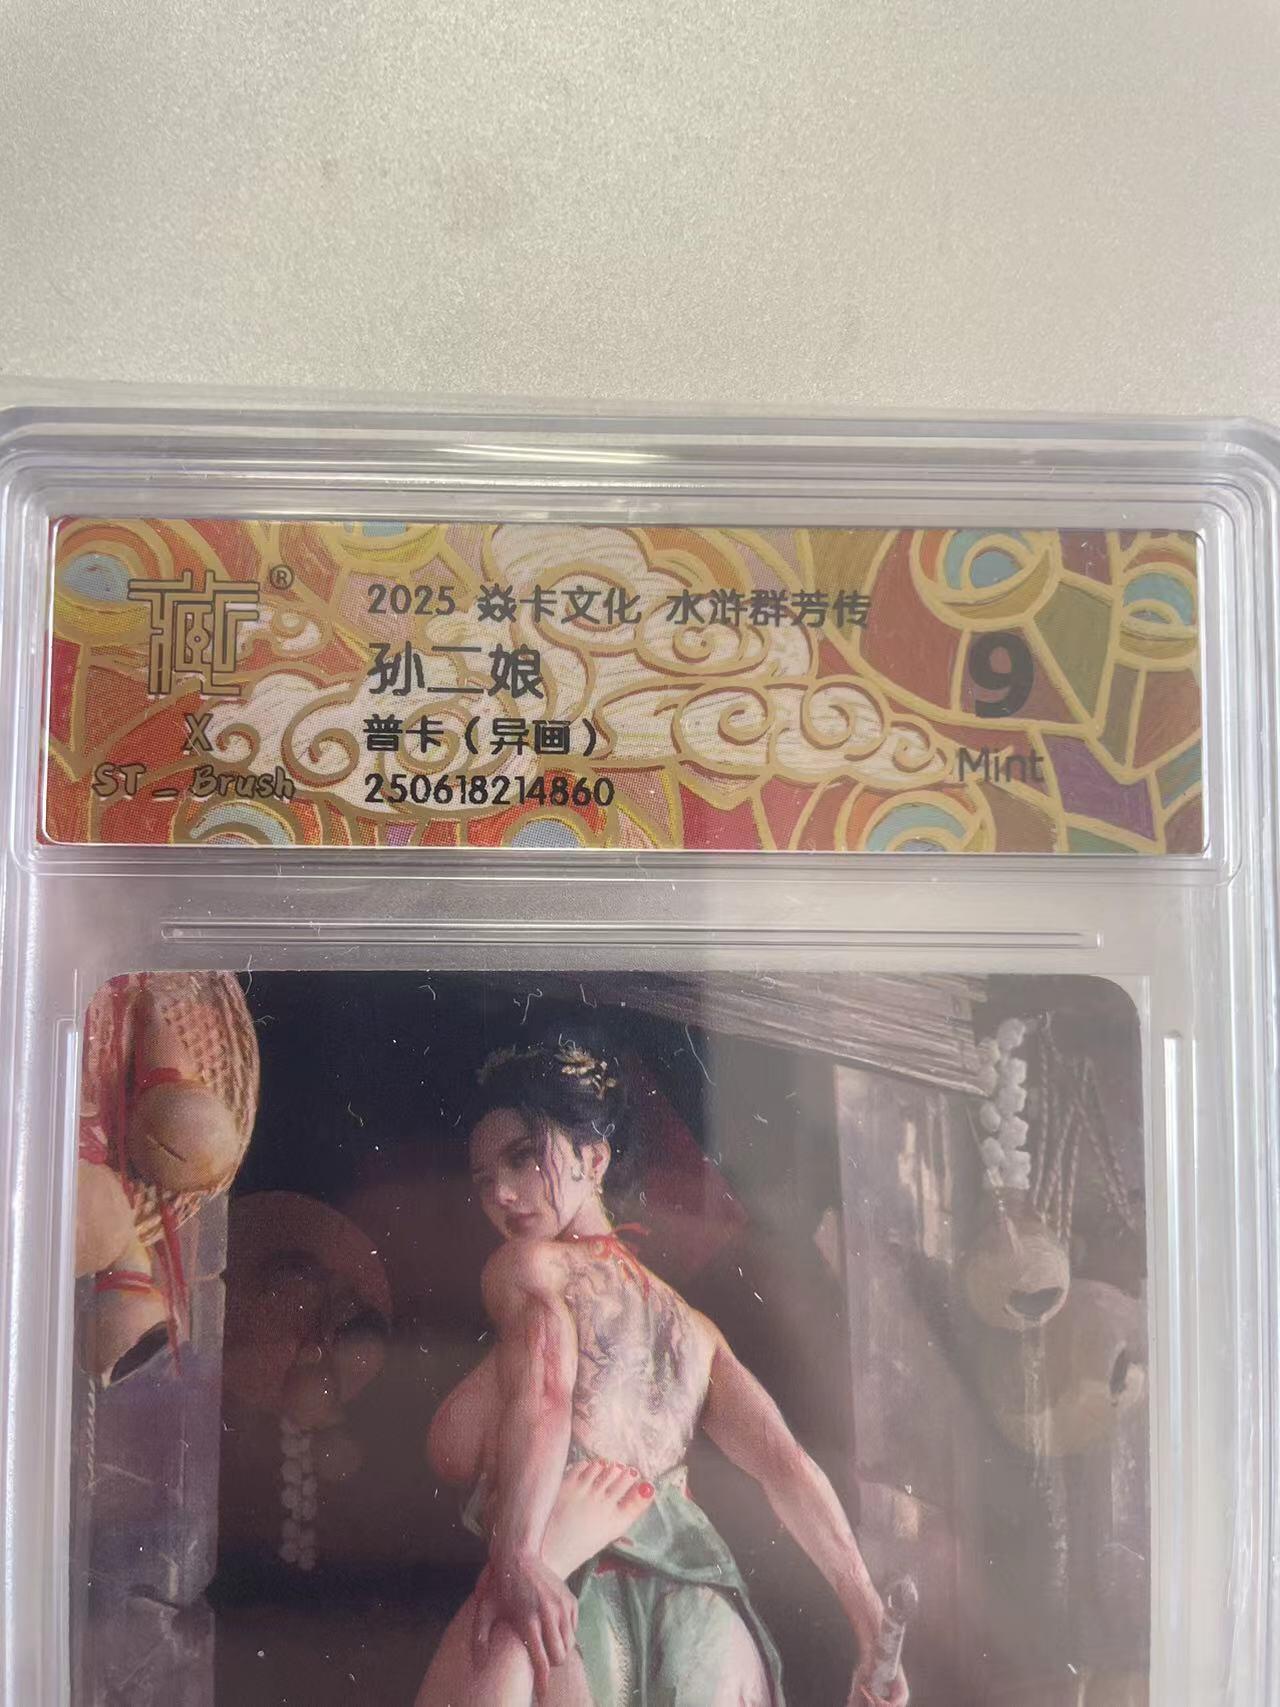 藏®
X
ST_Brush
2025 焱卡文化 水浒群芳传
孙二娘
普卡（异画）
250618214860
9
Mint